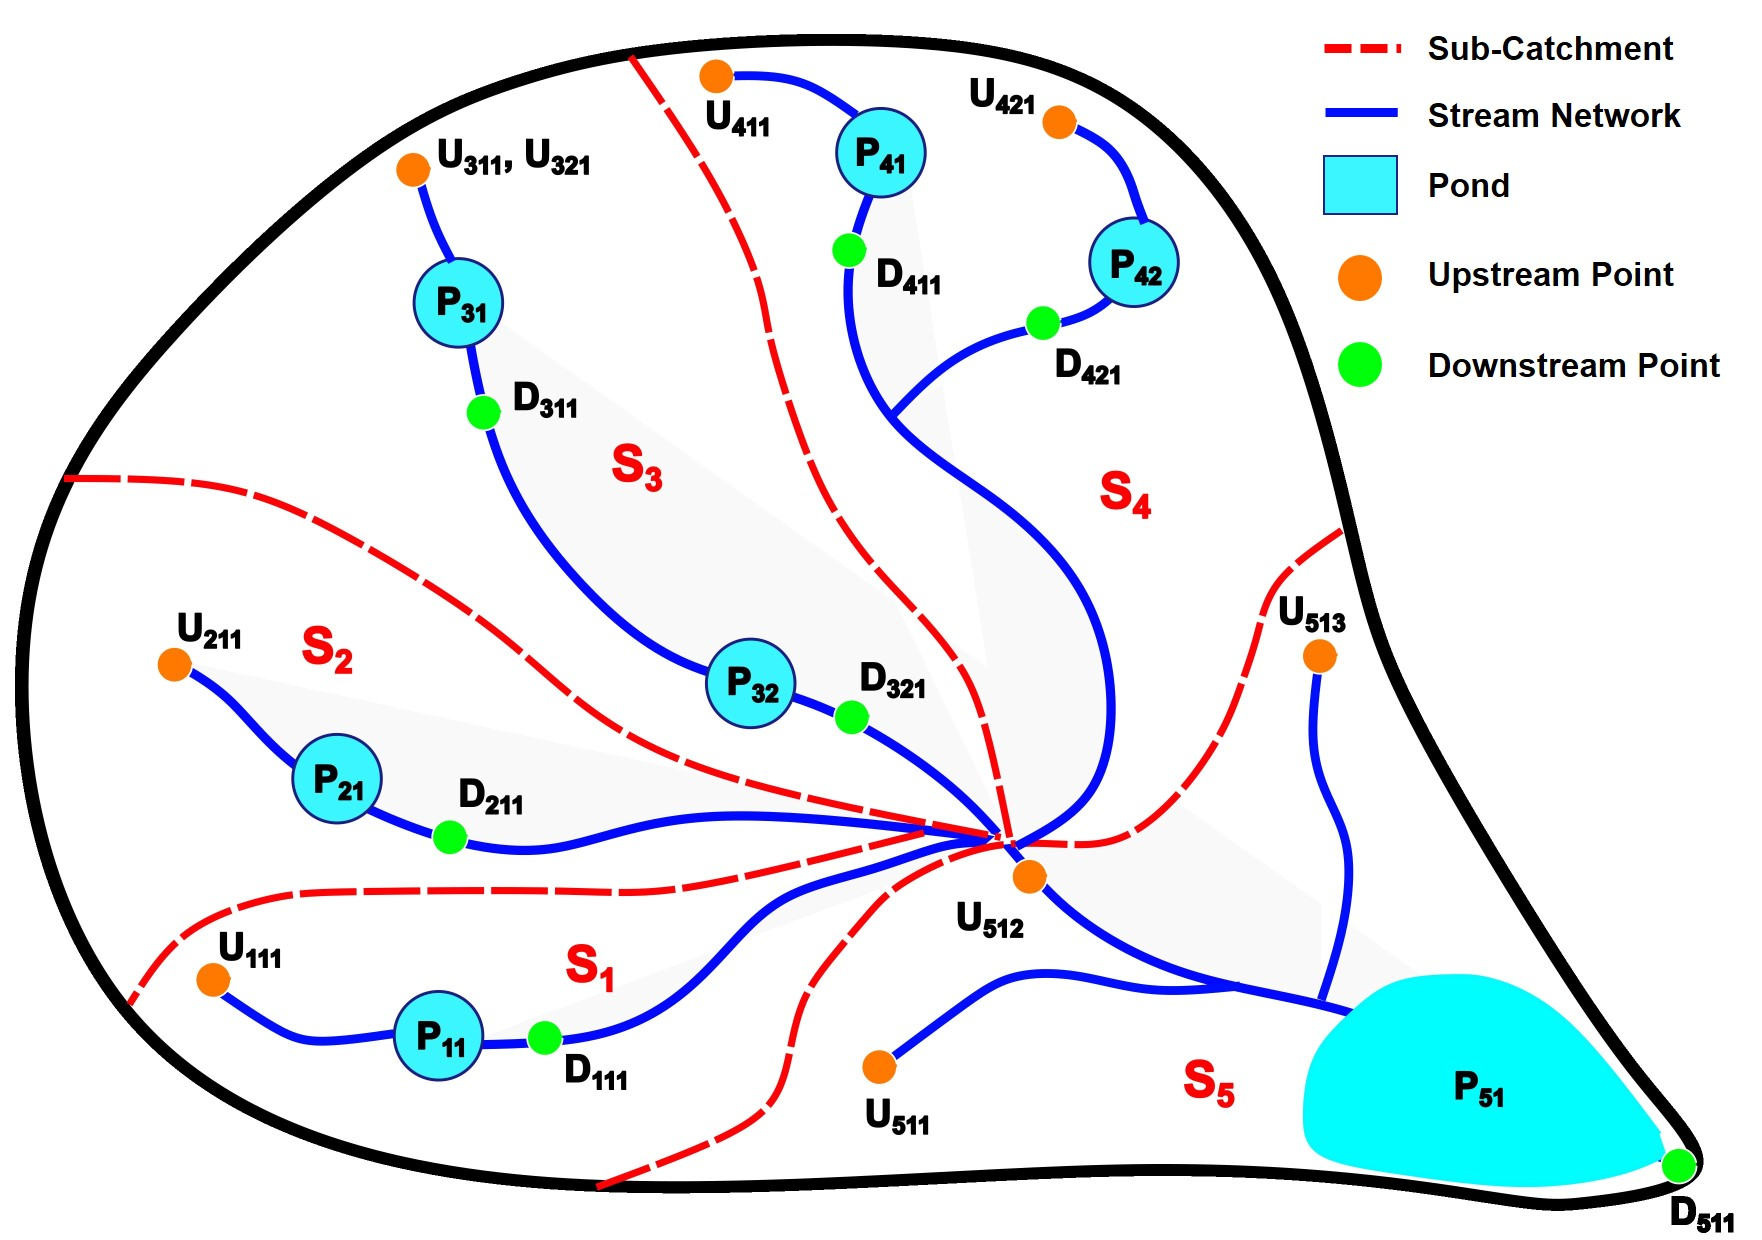 Sub-Catchment
Stream Network
Pond
Upstream Point
Downstream Point
U411
U421
P41
U311, U321
P42
D411
P31
D421
D311
S3
S4
U513
U211
S2
P32
D321
P21
D211
U512
U111
S1
P11
D111
S5
P51
U511
D511